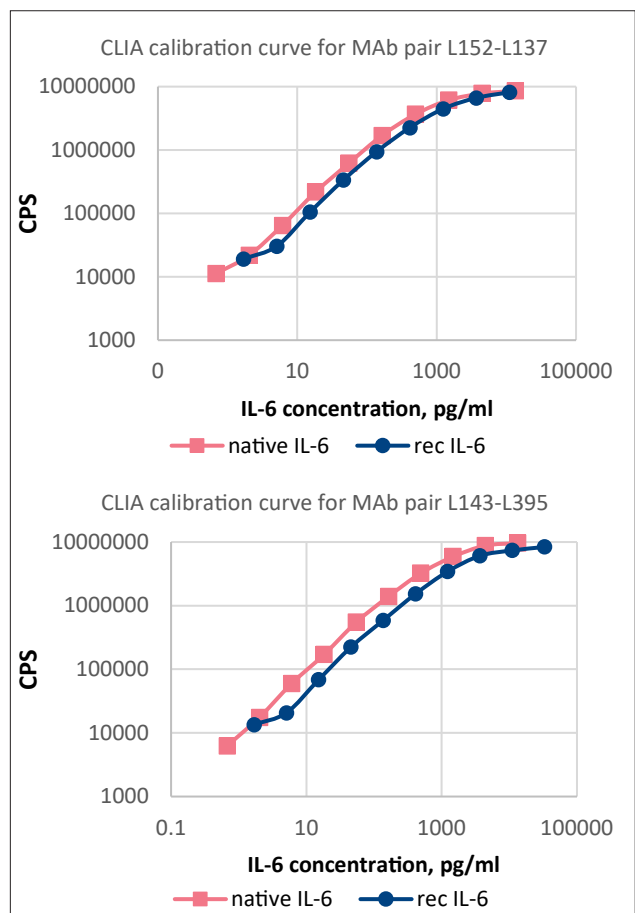 CLIA calibration curve for MAb pair L152-L137
10000000
1000000
100000
10000
1000
CPS
0 10 1000 100000
IL-6 concentration, pg/ml
native IL-6 rec IL-6
CLIA calibration curve for MAb pair L143-L395
10000000
1000000
100000
10000
1000
CPS
0.1 10 1000 100000
IL-6 concentration, pg/ml
native IL-6 rec IL-6